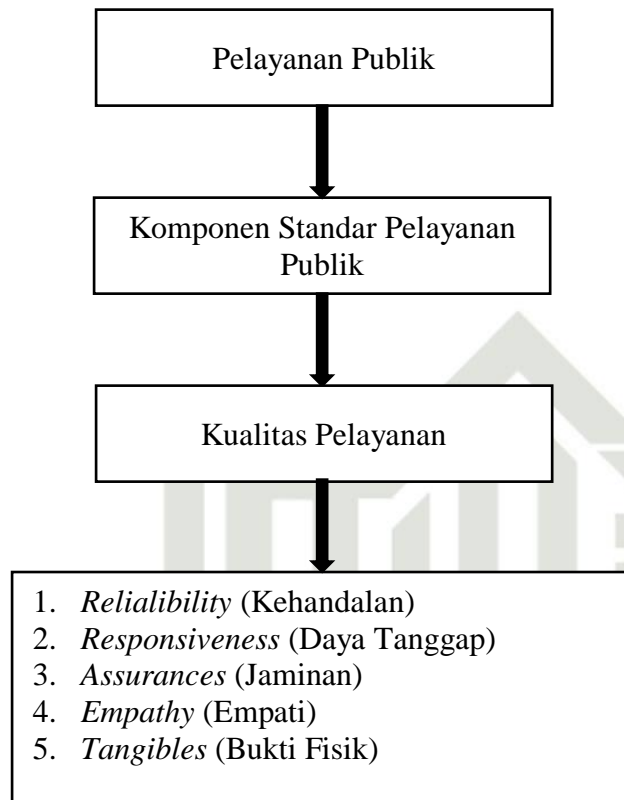 Pelayanan Publik
Komponen Standar Pelayanan
Publik
Kualitas Pelayanan
1. Relialibility (Kehandalan)
2. Responsiveness (Daya Tanggap)
3. Assurances (Jaminan)
4. Empathy (Empati)
5. Tangibles (Bukti Fisik)